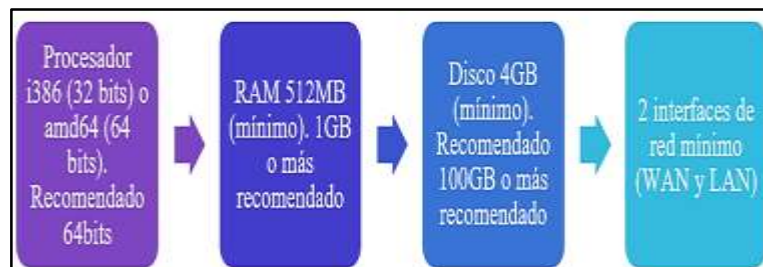 Procesador
i386 (32 bits) o
amd64 (64
bits).
Recomendado
64bits
RAM 512MB
(mínimo). 1GB
o más
recomendado
Disco 4GB
(mínimo).
Recomendado
100GB o más
recomendado
2 interfaces de
red mínimo
(WAN y LAN)